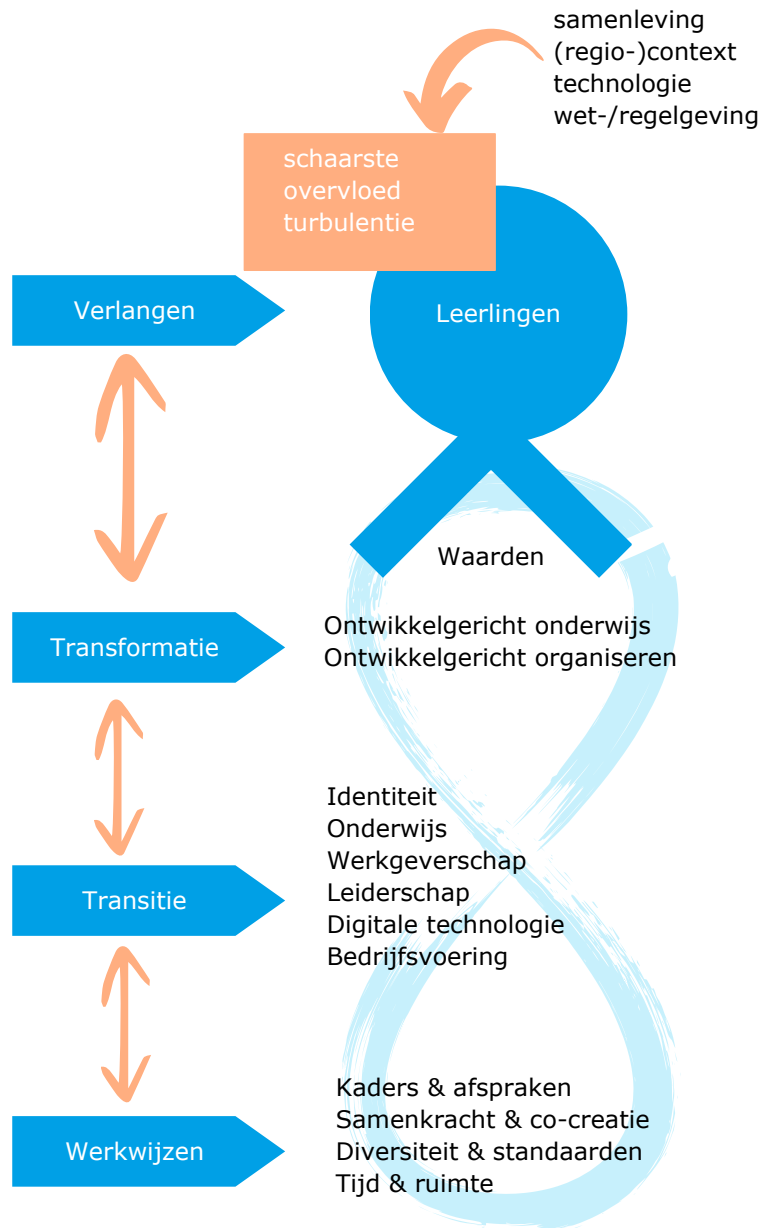 samenleving
(regio-)context
technologie
wet-/regelgeving
schaarste
overvloed
turbulentie
Verlangen
Leerlingen
Waarden
Transformatie
Ontwikkelgericht onderwijs
Ontwikkelgericht organiseren
Transitie
Identiteit
Onderwijs
Werkgeverschap
Leiderschap
Digitale technologie
Bedrijfsvoering
Werkwijzen
Kaders & afspraken
Samenkracht & co-creatie
Diversiteit & standaarden
Tijd & ruimte